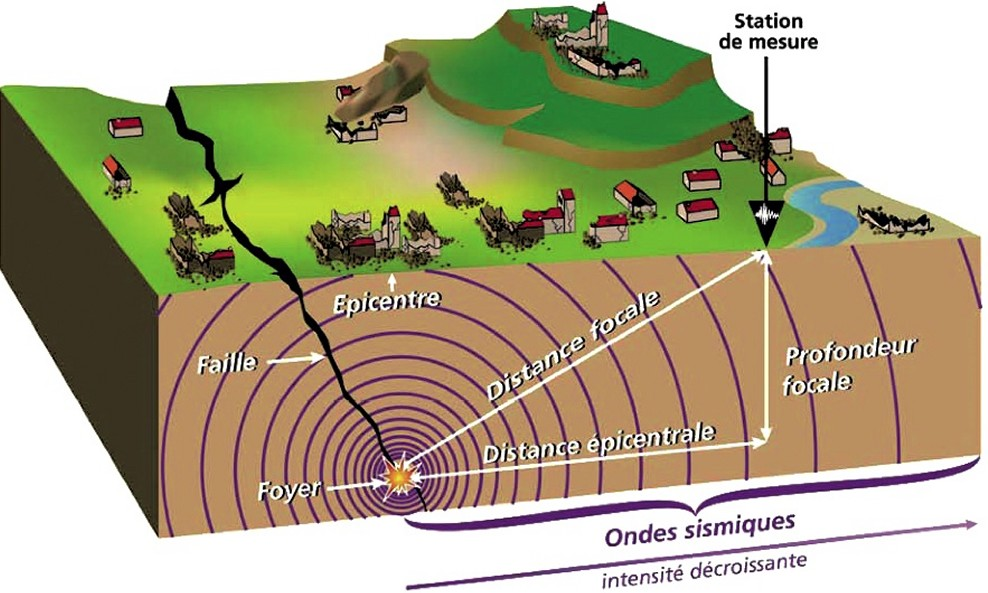 Station
de mesure
Epicentre
Faille
Distance focale
Profondeur
focale
Distance épicentrale
Foyer
Ondes sismiques
intensité décroissante